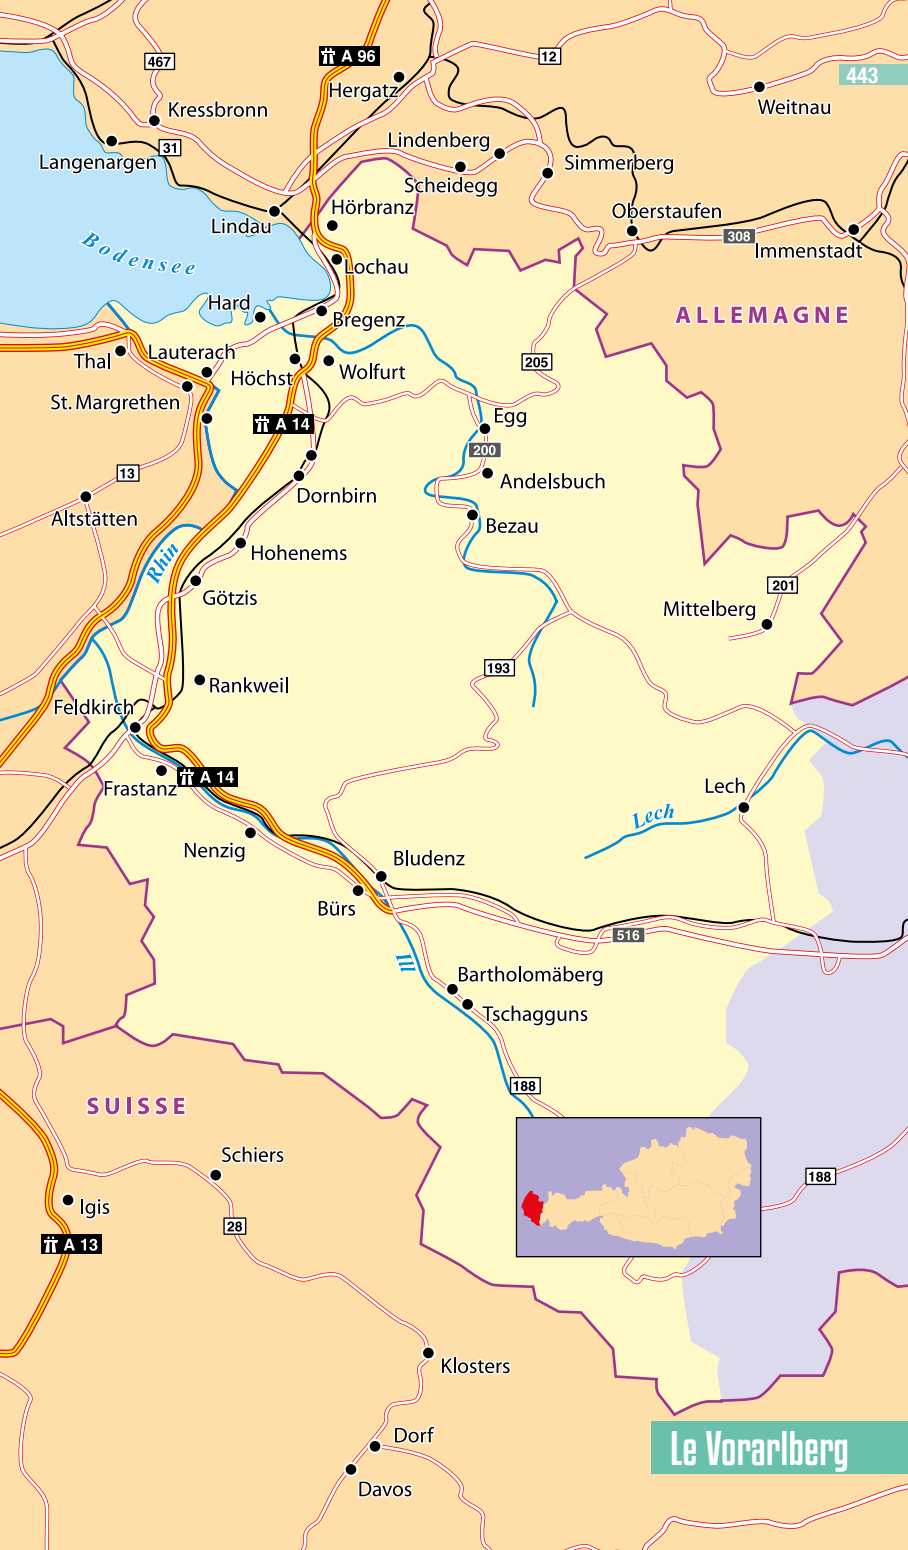 A 96
12
467
443
Hergatz
Weitnau
Kressbronn
Lindenberg
31
Langenargen
Simmerberg
Scheidegg
Hörbranz
Oberstaufen
Lindau
308
Immenstadt
Bodensee
Lochau
Hard
ALLEMAGNE
Bregenz
Thal
Lauterach
205
Höchst
Wolfurt
St. Margrethen
Egg
A 14
200
13
Andelsbuch
Dornbirn
Altstätten
Bezau
Rhin
Hohenems
201
Götzis
Mittelberg
193
Rankweil
Feldkirch
A 14
Frastanz
Lech
Lech
Nenzig
Bludenz
Bürs
516
Ill
Bartholomäberg
Tschagguns
188
SUISSE
Schiers
188
Igis
28
A 13
Klosters
Dorf
Le Vorarlberg
Davos